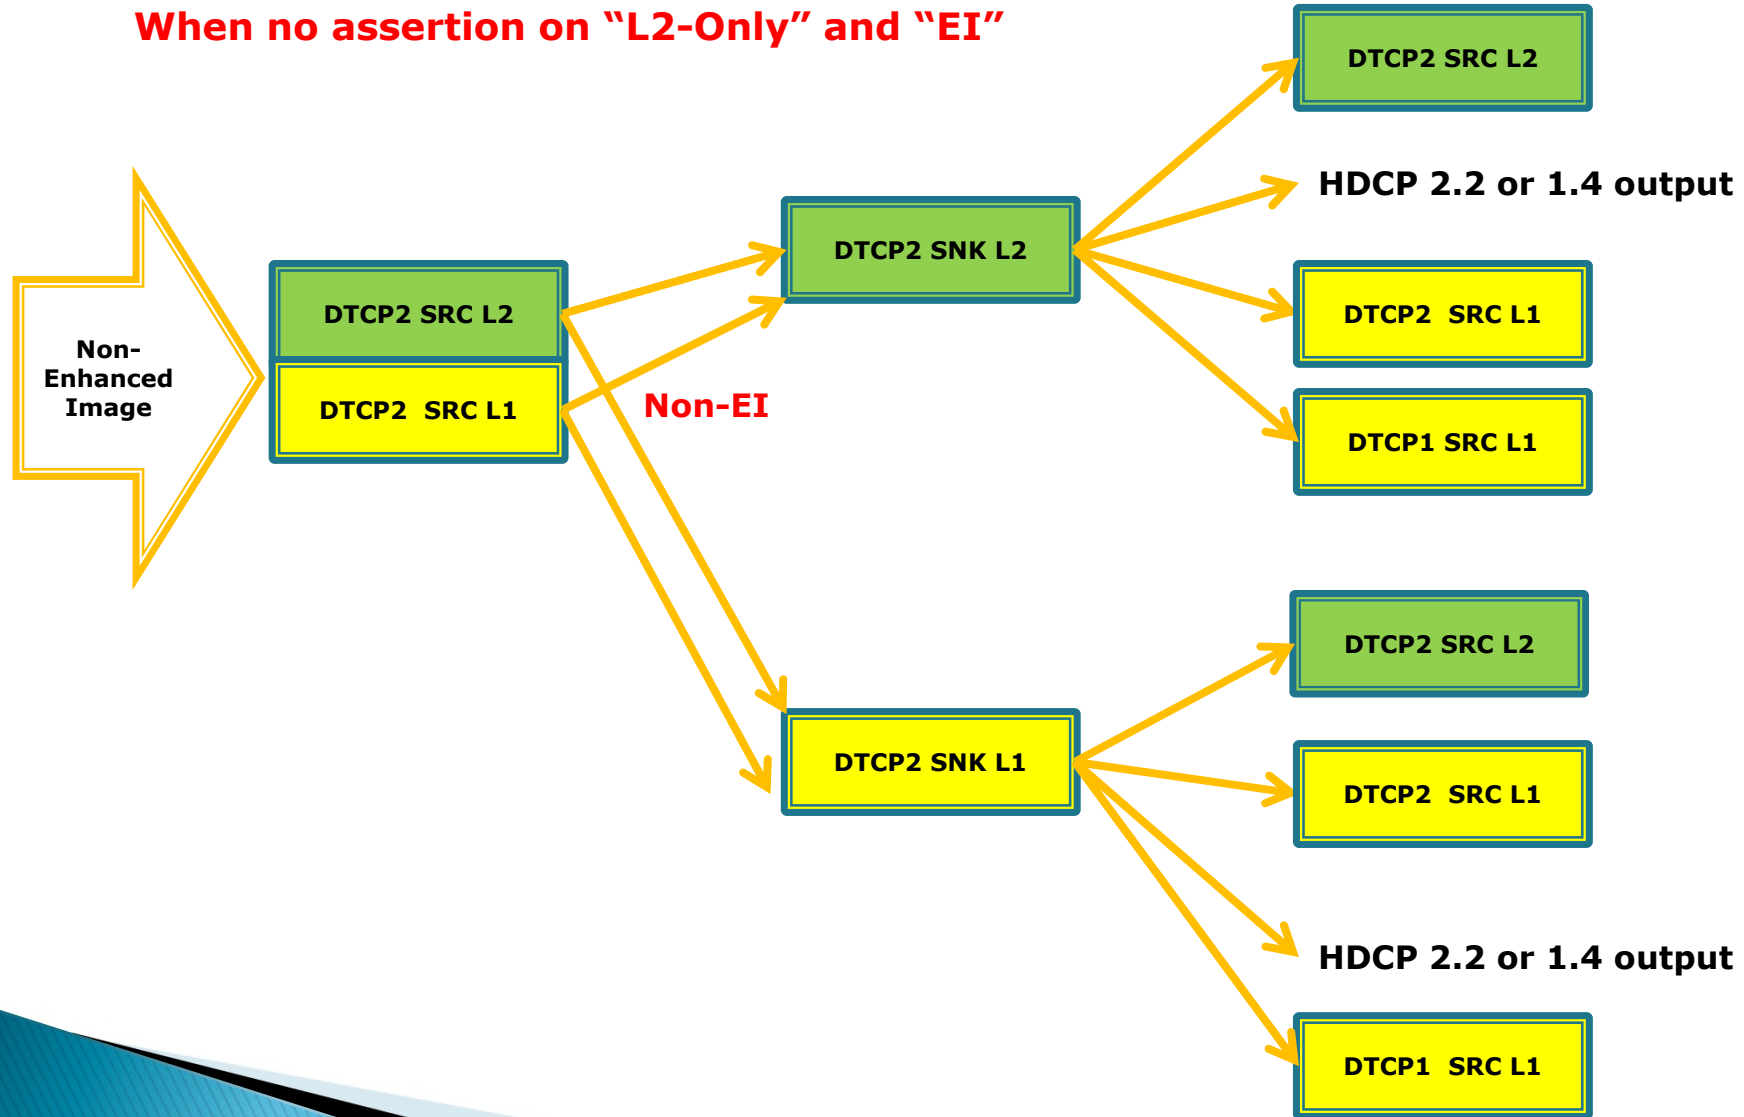 When no assertion on “L2-Only” and “EI”
Non-
Enhanced
Image
DTCP2 SRC L2
DTCP2 SRC L1
Non-EI
DTCP2 SNK L2
DTCP2 SRC L2
HDCP 2.2 or 1.4 output
DTCP2 SRC L1
DTCP1 SRC L1
DTCP2 SNK L1
DTCP2 SRC L2
DTCP2 SRC L1
HDCP 2.2 or 1.4 output
DTCP1 SRC L1